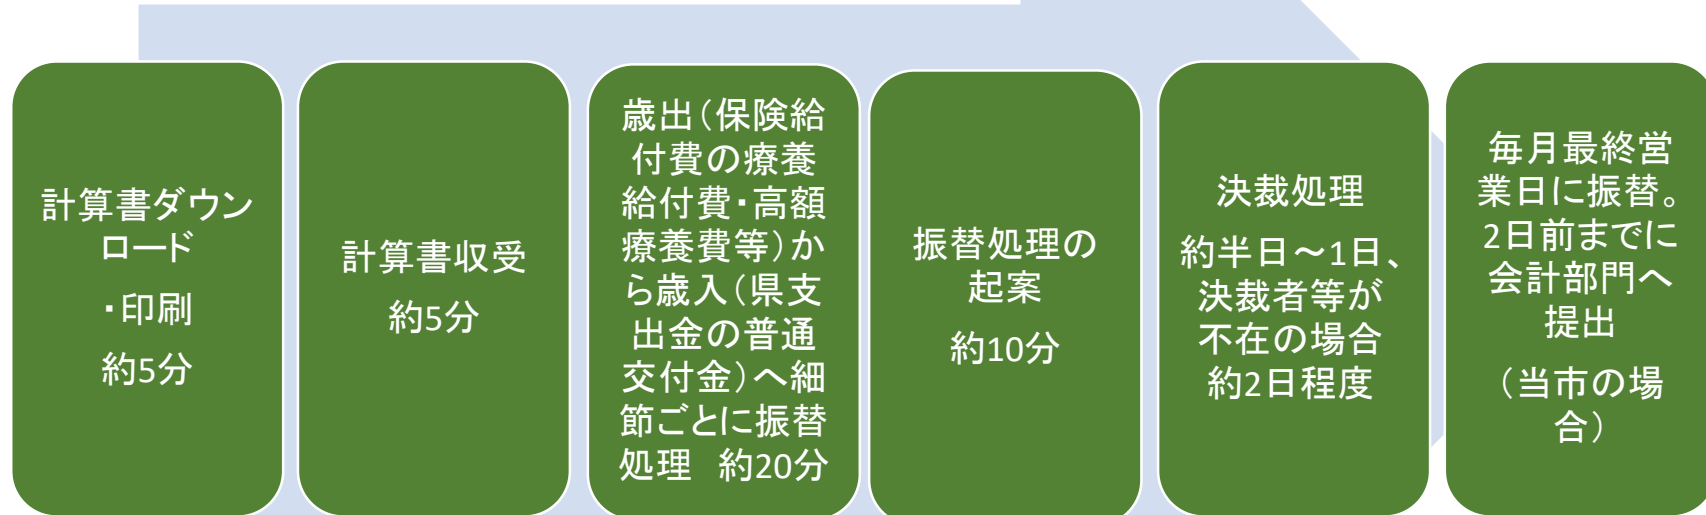 計算書ダウン
ロード
・印刷
約5分
計算書収受
約5分
歳出（保険給
付費の療養
給付費・高額
療養費等）か
ら歳入（県支
出金の普通
交付金）へ細
節ごとに振替
処理　約20分
振替処理の
起案
約10分
決裁処理
約半日～1日、
決裁者等が
不在の場合
約2日程度
毎月最終営
業日に振替。
2日前までに
会計部門へ
提出
（当市の場
合）